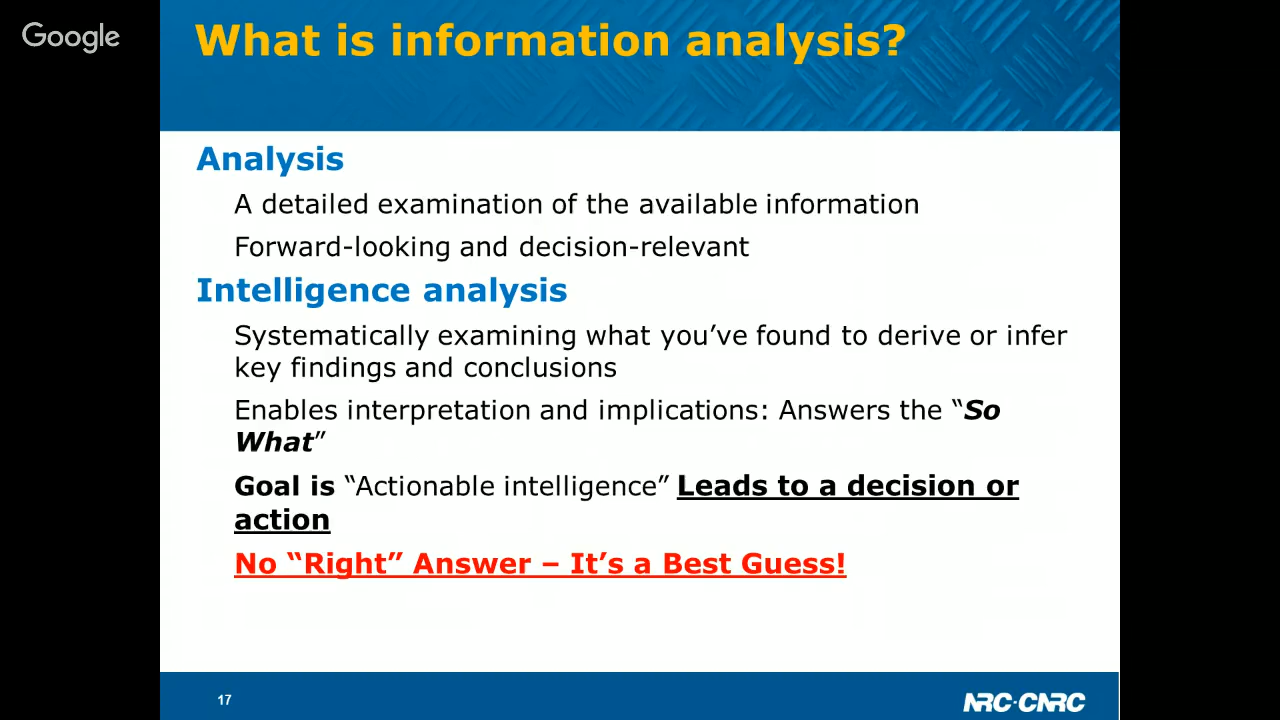 Google
What is information analysis?
Analysis
A detailed examination of the available information
Forward-looking and decision-relevant
Intelligence analysis
Systematically examining what you’ve found to derive or infer
key findings and conclusions
Enables interpretation and implications: Answers the “So
What”
Goal is “Actionable intelligence” Leads to a decision or
action
No “Right” Answer – It’s a Best Guess!
17
NRC·CNRC